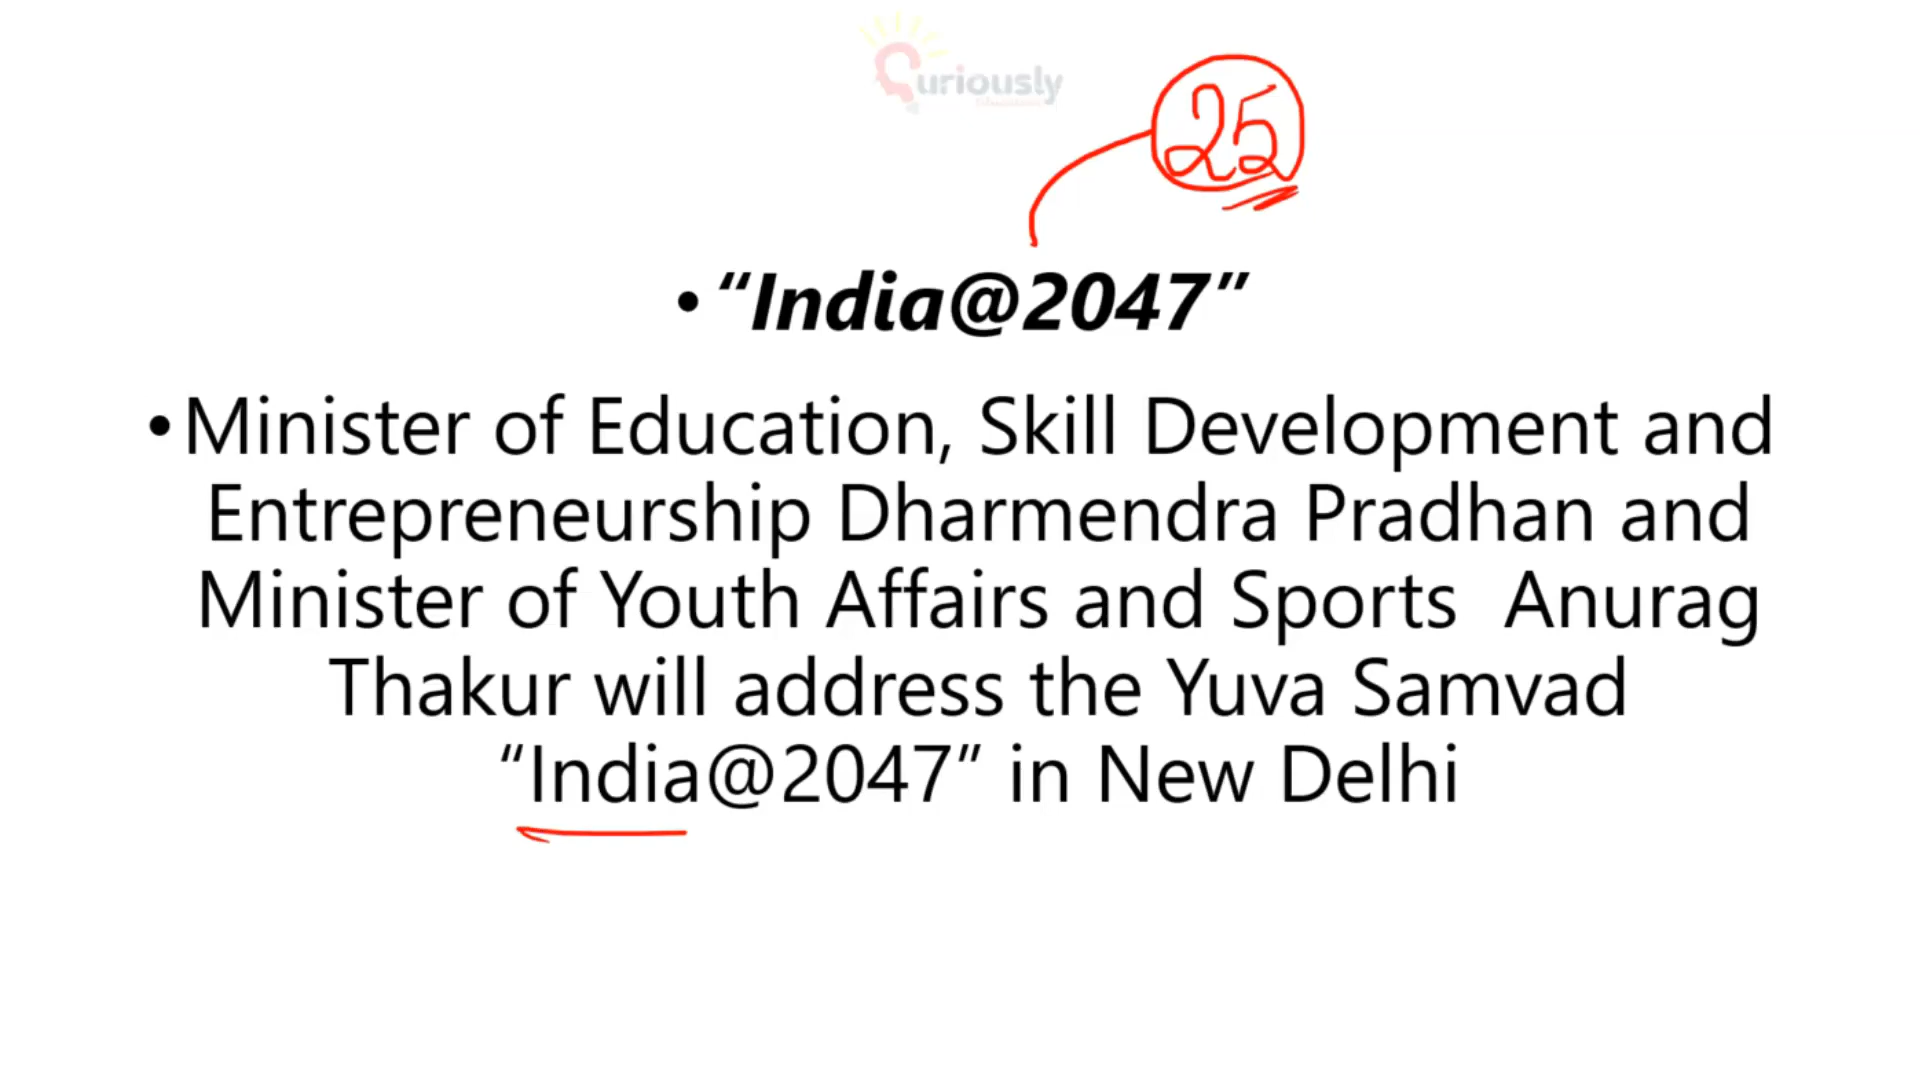 uriously
25
• “India@2047”
• Minister of Education, Skill Development and
Entrepreneurship Dharmendra Pradhan and
Minister of Youth Affairs and Sports Anurag
Thakur will address the Yuva Samvad
“India@2047” in New Delhi